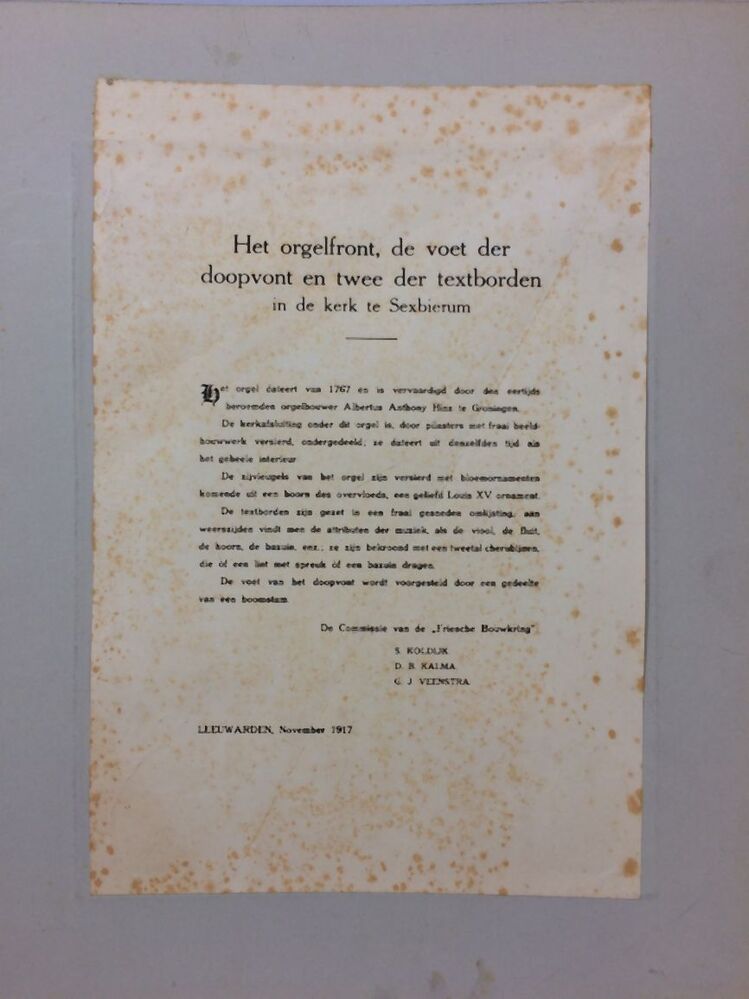 Het orgelfront, de voet der
doopvont en twee der textborden
in de kerk te Sexbierum
Het orgel dateert van 1767 en is vervaardigd door den eertijds
beroemden orgelbouwer Albertus Anthony Hinz te Groningen.
De kerkafsluiting onder dit orgel is, door pilasters met fraai beeld-
houwwerk versierd, ondergedeeld; ze dateert uit denzelfden tijd als
het geheele interieur
De zijvleugels van het orgel zijn versierd met bloemornamenten
komende uit een hoorn des overvloeds, een geliefd Louis XV ornament.
De textborden zijn gezet in een fraai gesneden omlijsting; aan
weerszijden vindt men de attributen der muziek, als de viool, de fluit,
de hoorn, de bazuin, enz.; ze zijn bekroond met een tweetal cherubijnen,
die óf een lint met spreuk óf een bazuin dragen.
De voet van het doopvont wordt voorgesteld door een gedeelte
van een boomstam.
De Commissie van de „Friesche Bouwkring"
S. KOLDIJK
D. B. KALMA
G. J. VEENSTRA.
LEEUWARDEN, November 1917